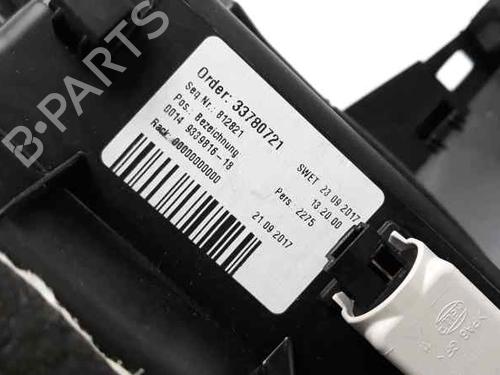 Order: 33780721
Seq Nr.: 812821
Pos.: Bezeichnung
0014 9339816-18
Rack: 00000000000
SWET 23 09 2017
13 20 00
Pers.: 2275
21 09 2017
B-PARTS
HELLA